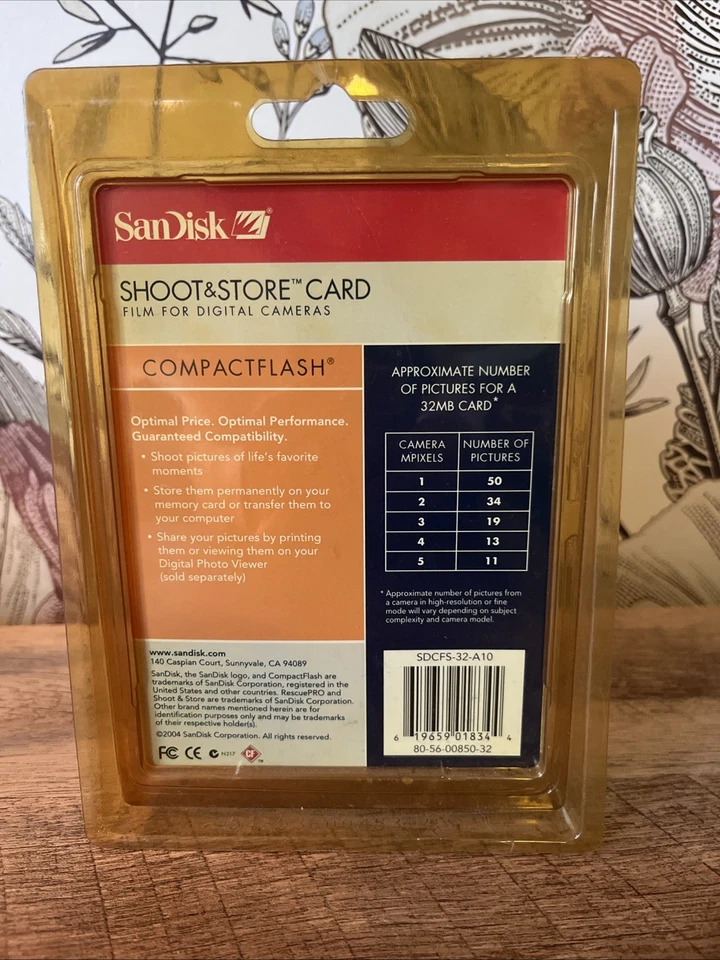 SanDisk®
SHOOT&STORE™ CARD
FILM FOR DIGITAL CAMERAS
COMPACTFLASH®
Optimal Price. Optimal Performance.
Guaranteed Compatibility.
• Shoot pictures of life's favorite
moments
• Store them permanently on your
memory card or transfer them to
your computer
• Share your pictures by printing
them or viewing them on your
Digital Photo Viewer
(sold separately)
APPROXIMATE NUMBER
OF PICTURES FOR A
32MB CARD*
CAMERA MPIXELS NUMBER OF PICTURES
1 50
2 34
3 19
4 13
5 11
* Approximate number of pictures from
a camera in high-resolution or fine
mode will vary depending on subject
complexity and camera model.
www.sandisk.com
140 Caspian Court, Sunnyvale, CA 94089
SanDisk, the SanDisk logo, and CompactFlash are
trademarks of SanDisk Corporation, registered in the
United States and other countries. RescuePRO and
Shoot & Store are trademarks of SanDisk Corporation.
Other brand names mentioned herein are for
identification purposes only and may be trademarks
of their respective holder(s).
©2004 SanDisk Corporation. All rights reserved.
FC CE N217 CF™
SDCFS-32-A10
6 19659 01834 4
80-56-00850-32